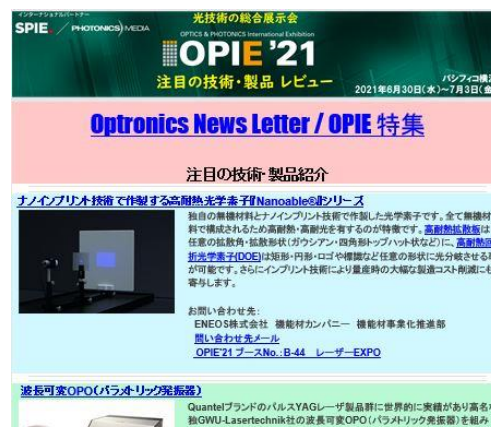 インターナショナルパートナー
SPIE. PHOTONICS MEDIA
光技術の総合展示会
OPTICS & PHOTONICS International Exhibition
OPIE '21
注目の技術・製品 レビュー
パシフィコ横
2021年6月30日(水)～7月3日(金
Optronics News Letter / OPIE 特集
注目の技術・製品紹介
ナノインプリント技術で作製する高耐熱光学素子『Nanoable®』シリーズ
独自の無機材料とナノインプリント技術で作製した光学素子です。全て無機材
料で構成されるため高耐熱・高耐光を有するのが特徴です。高耐熱拡散板は
任意の拡散角・拡散形状(ガウシアン・四角形トップハット状など)に、高耐熱回
折光学素子(DOE)は矩形・円形・ロゴや標識など任意の形状に光分岐させる
が可能です。さらにインプリント技術により量産時の大幅な製造コスト削減にも
寄与します。
お問い合わせ先:
ENEOS株式会社 機能材カンパニー 機能材事業化推進部
問い合わせ先メール
OPIE'21 ブースNo.:B-44 レーザーEXPO
波長可変OPO(パラメトリック発振器)
QuantelブランドのパルスYAGレーザ製品群に世界的に実績があり高名
独GWU-Lasertechnik社の波長可変OPO(パラメトリック発振器)を組み